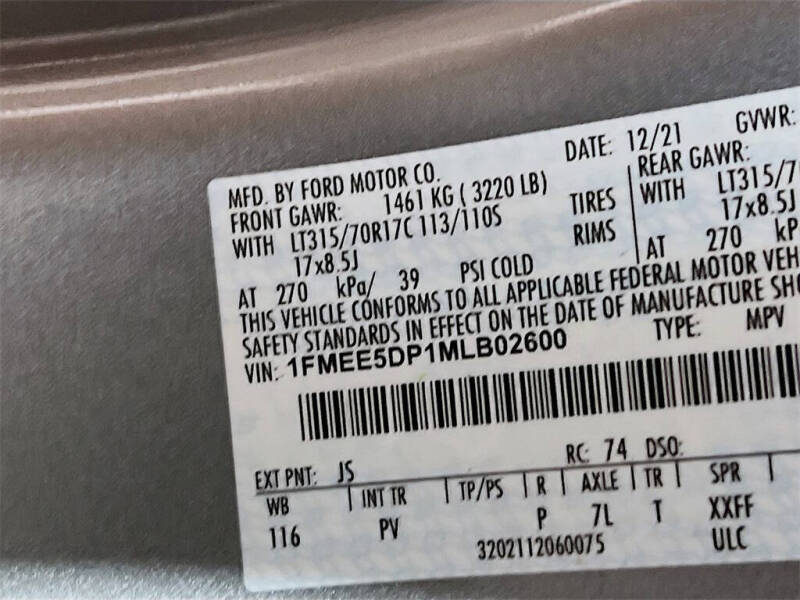 MFD. BY FORD MOTOR CO. DATE: 12/21 GVWR:
FRONT GAWR: 1461 KG ( 3220 LB) REAR GAWR:
WITH LT315/70R17C 113/110S TIRES WITH LT315/7
17x8.5J RIMS 17x8.5J
AT 270 kPa/ 39 PSI COLD AT 270 kP
THIS VEHICLE CONFORMS TO ALL APPLICABLE FEDERAL MOTOR VEH
SAFETY STANDARDS IN EFFECT ON THE DATE OF MANUFACTURE SH
VIN: 1FMEE5DP1MLB02600 TYPE: MPV
EXT PNT: JS RC: 74 DSO:
WB INT TR TP/PS R AXLE TR SPR
116 PV P 7L T XXFF
3202112060075 ULC